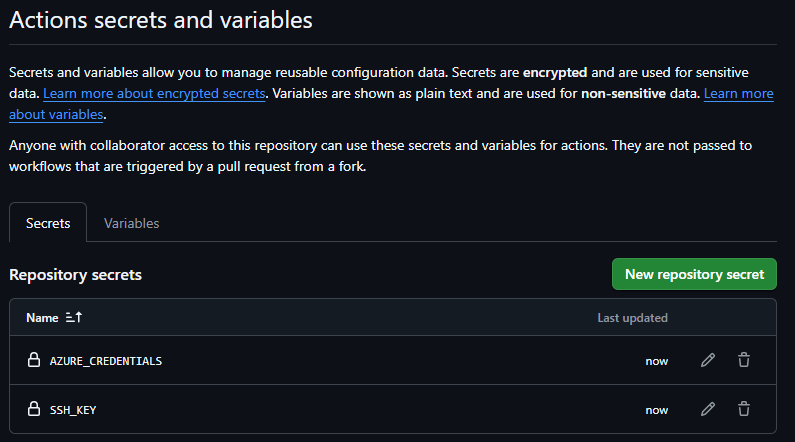 Actions secrets and variables
Secrets and variables allow you to manage reusable configuration data. Secrets are encrypted and are used for sensitive
data. Learn more about encrypted secrets. Variables are shown as plain text and are used for non-sensitive data. Learn more
about variables.
Anyone with collaborator access to this repository can use these secrets and variables for actions. They are not passed to
workflows that are triggered by a pull request from a fork.
Secrets Variables
Repository secrets New repository secret
Name Last updated
AZURE_CREDENTIALS now
SSH_KEY now